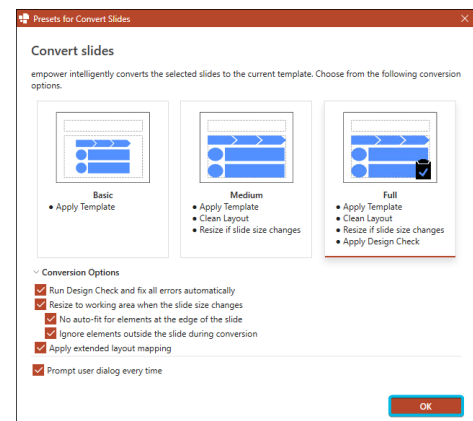 Presets for Convert Slides
Convert slides
empower intelligently converts the selected slides to the current template. Choose from the following conversion
options.
Basic
● Apply Template
Medium
● Apply Template
● Clean Layout
● Resize if slide size changes
Full
● Apply Template
● Clean Layout
● Resize if slide size changes
● Apply Design Check
Conversion Options
Run Design Check and fix all errors automatically
Resize to working area when the slide size changes
No auto-fit for elements at the edge of the slide
Ignore elements outside the slide during conversion
Apply extended layout mapping
Prompt user dialog every time
OK